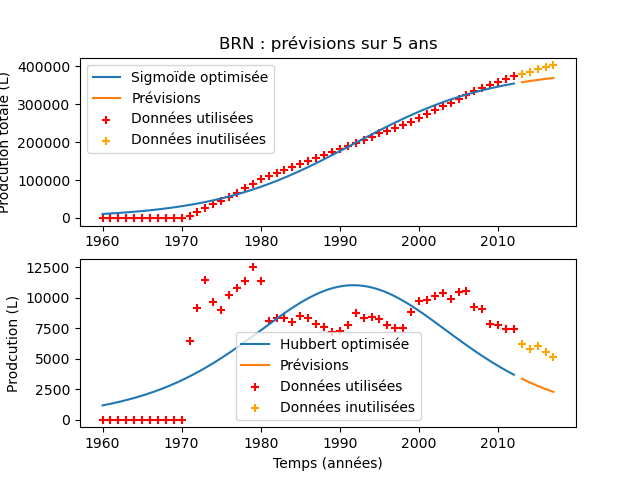 BRN : prévisions sur 5 ans
Prodcution totale (L)
400000
300000
200000
100000
0
Sigmoïde optimisée
Prévisions
Données utilisées
Données inutilisées
1960
1970
1980
1990
2000
2010
Prodcution (L)
12500
10000
7500
5000
2500
0
Hubbert optimisée
Prévisions
Données utilisées
Données inutilisées
1960
1970
1980
1990
2000
2010
Temps (années)